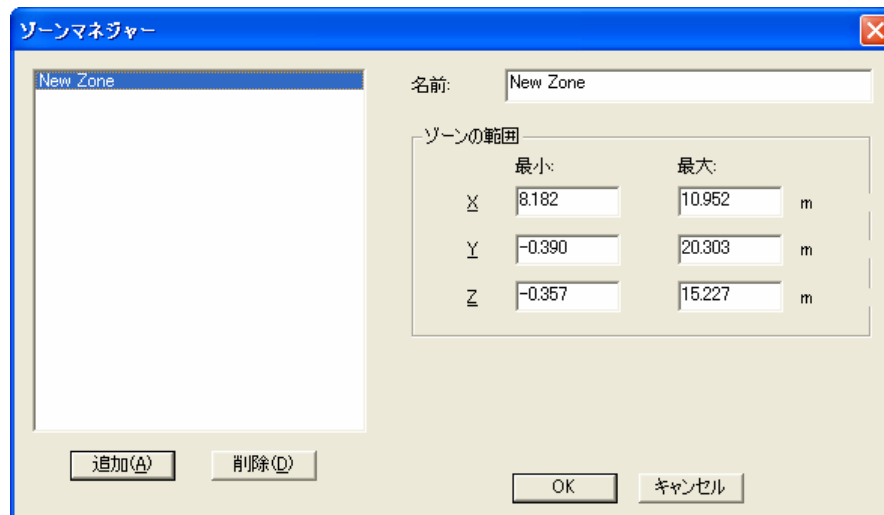 ゾーンマネジャー
New Zone
名前: New Zone
ゾーンの範囲
最小: 最大:
X 8.182 10.952 m
Y -0.390 20.303 m
Z -0.357 15.227 m
追加(A) 削除(D)
OK キャンセル